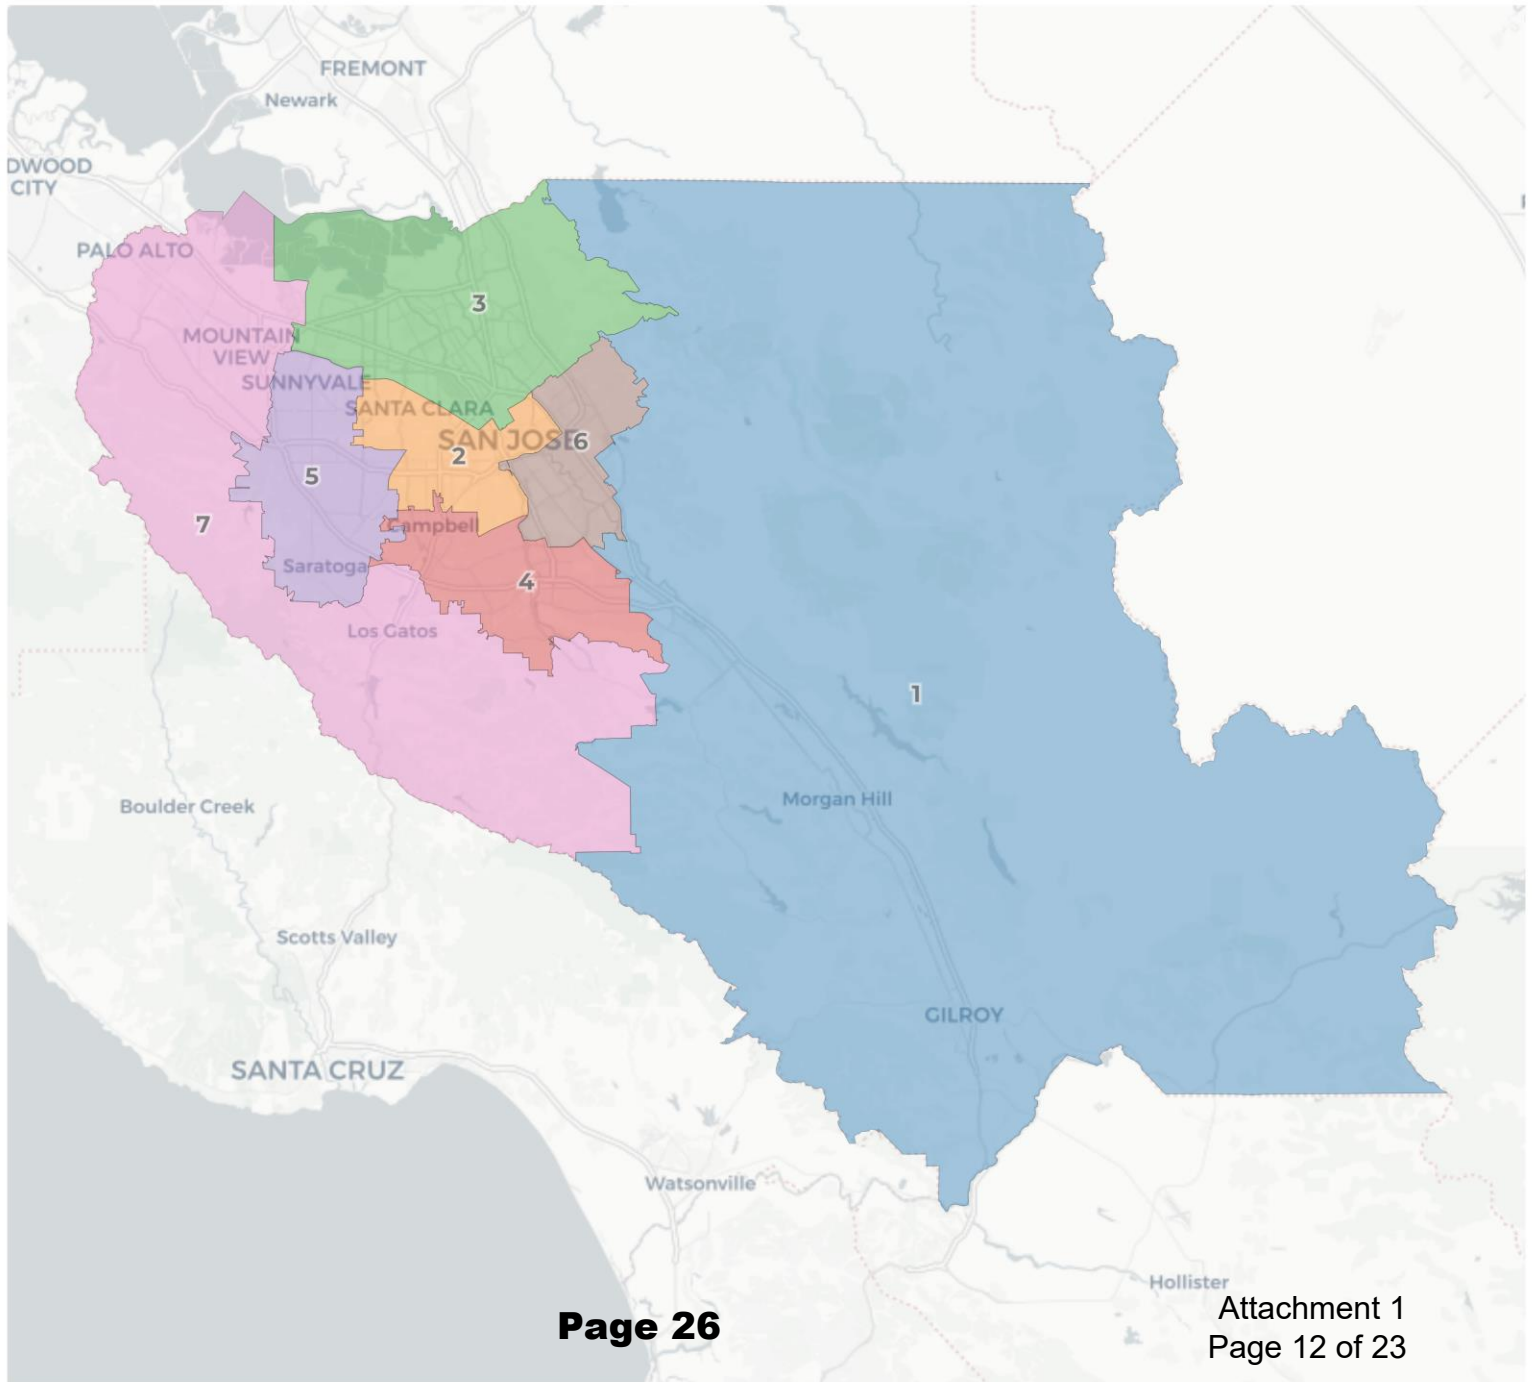 FREMONT
Newark
DWOOD
CITY
PALO ALTO
3
MOUNTAIN
VIEW
SUNNYVALE
SANTA CLARA
SAN JOSE
6
2
5
7
Campbell
Saratoga
4
Los Gatos
1
Morgan Hill
Boulder Creek
Scotts Valley
GILROY
SANTA CRUZ
Watsonville
Hollister
Page 26
Attachment 1
Page 12 of 23